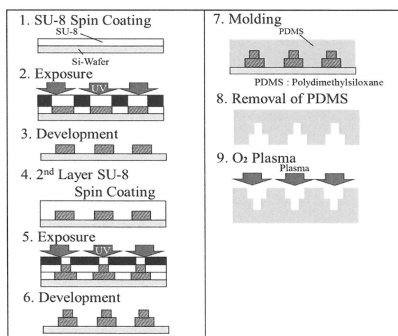 1. SU-8 Spin Coating
SU-8
Si-Wafer
2. Exposure
UV
3. Development
4. 2nd Layer SU-8
Spin Coating
5. Exposure
UV
6. Development
7. Molding
PDMS
PDMS : Polydimethylsiloxane
8. Removal of PDMS
9. O₂ Plasma
Plasma